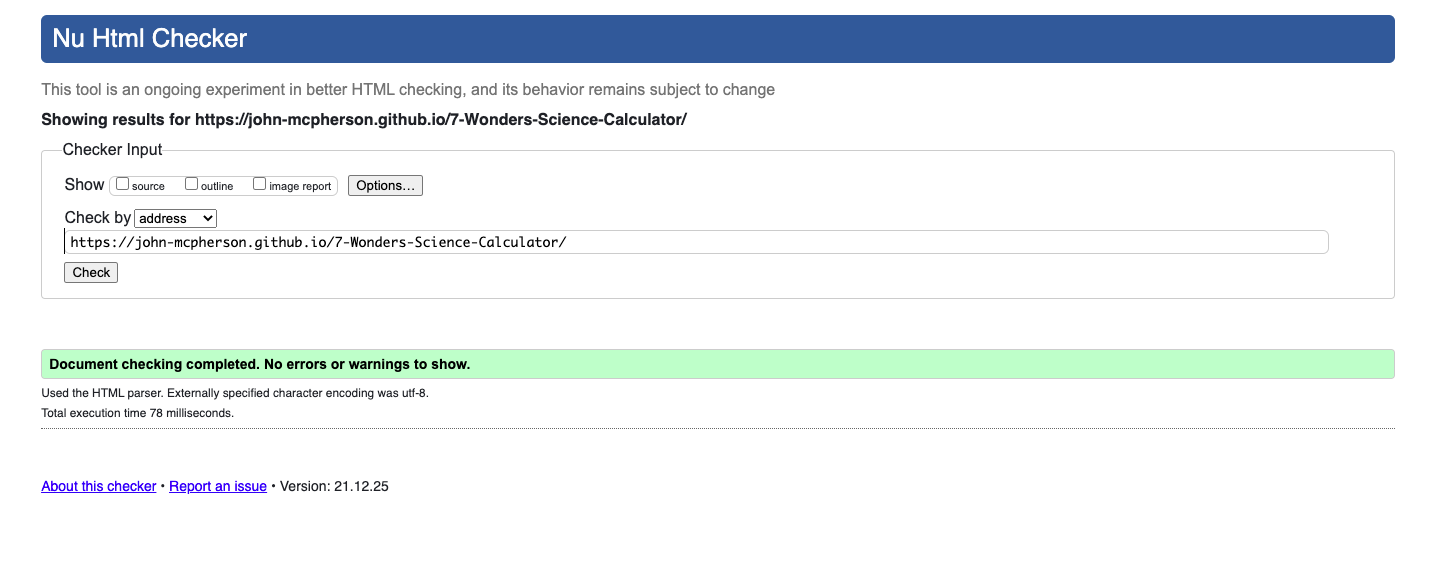 Nu Html Checker
This tool is an ongoing experiment in better HTML checking, and its behavior remains subject to change
Showing results for https://john-mcpherson.github.io/7-Wonders-Science-Calculator/
Checker Input
Show source outline image report Options...
Check by address
https://john-mcpherson.github.io/7-Wonders-Science-Calculator/
Check
Document checking completed. No errors or warnings to show.
Used the HTML parser. Externally specified character encoding was utf-8.
Total execution time 78 milliseconds.
About this checker • Report an issue • Version: 21.12.25